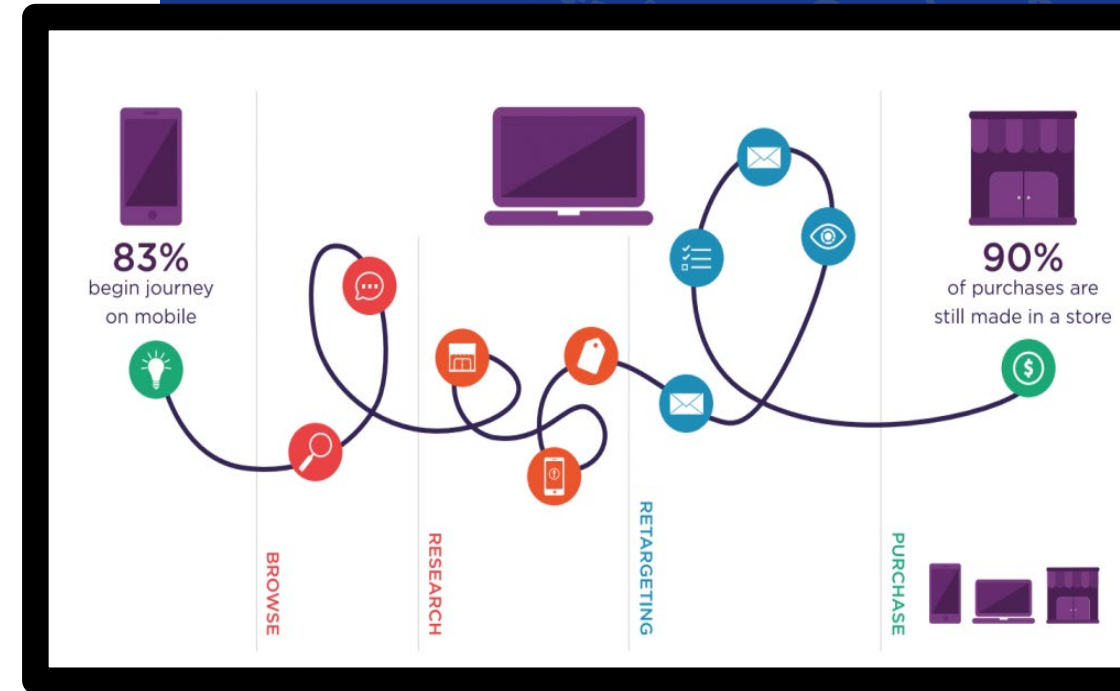 83%
begin journey
on mobile
90%
of purchases are
still made in a store
BROWSE
RESEARCH
RETARGETING
PURCHASE